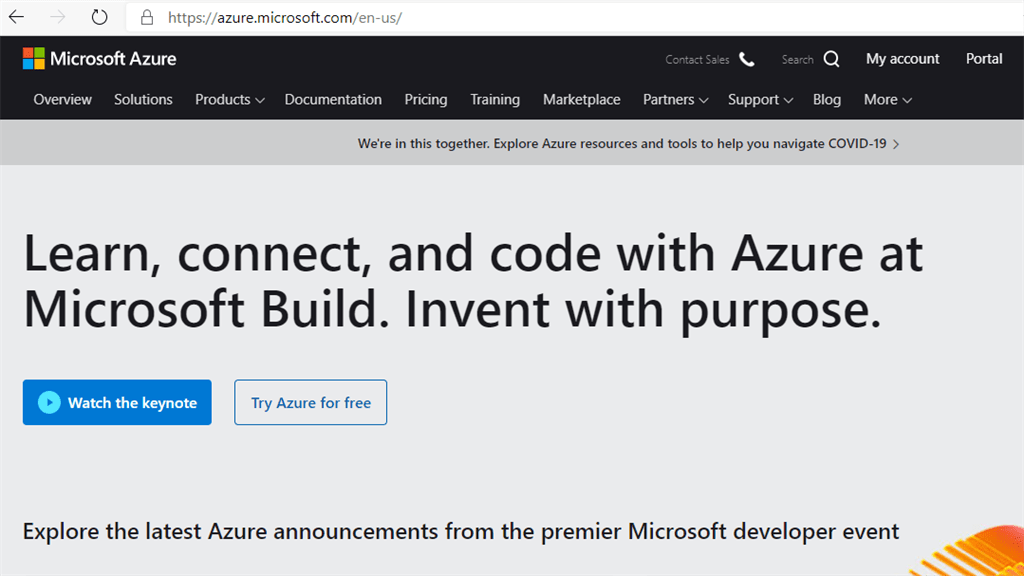 https://azure.microsoft.com/en-us/
Microsoft Azure
Contact Sales Search My account Portal
Overview Solutions Products Documentation Pricing Training Marketplace Partners Support Blog More
We're in this together. Explore Azure resources and tools to help you navigate COVID-19
Learn, connect, and code with Azure at
Microsoft Build. Invent with purpose.
Watch the keynote Try Azure for free
Explore the latest Azure announcements from the premier Microsoft developer event